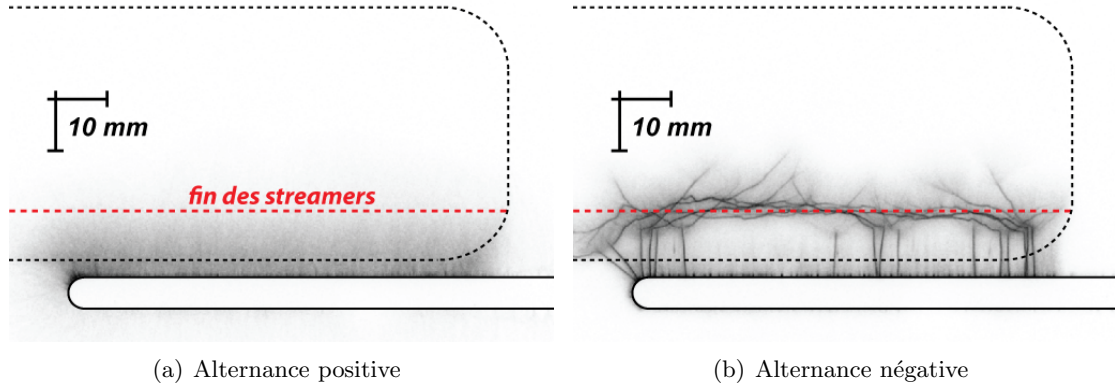 10 mm
fin des streamers
10 mm
(a) Alternance positive
(b) Alternance négative